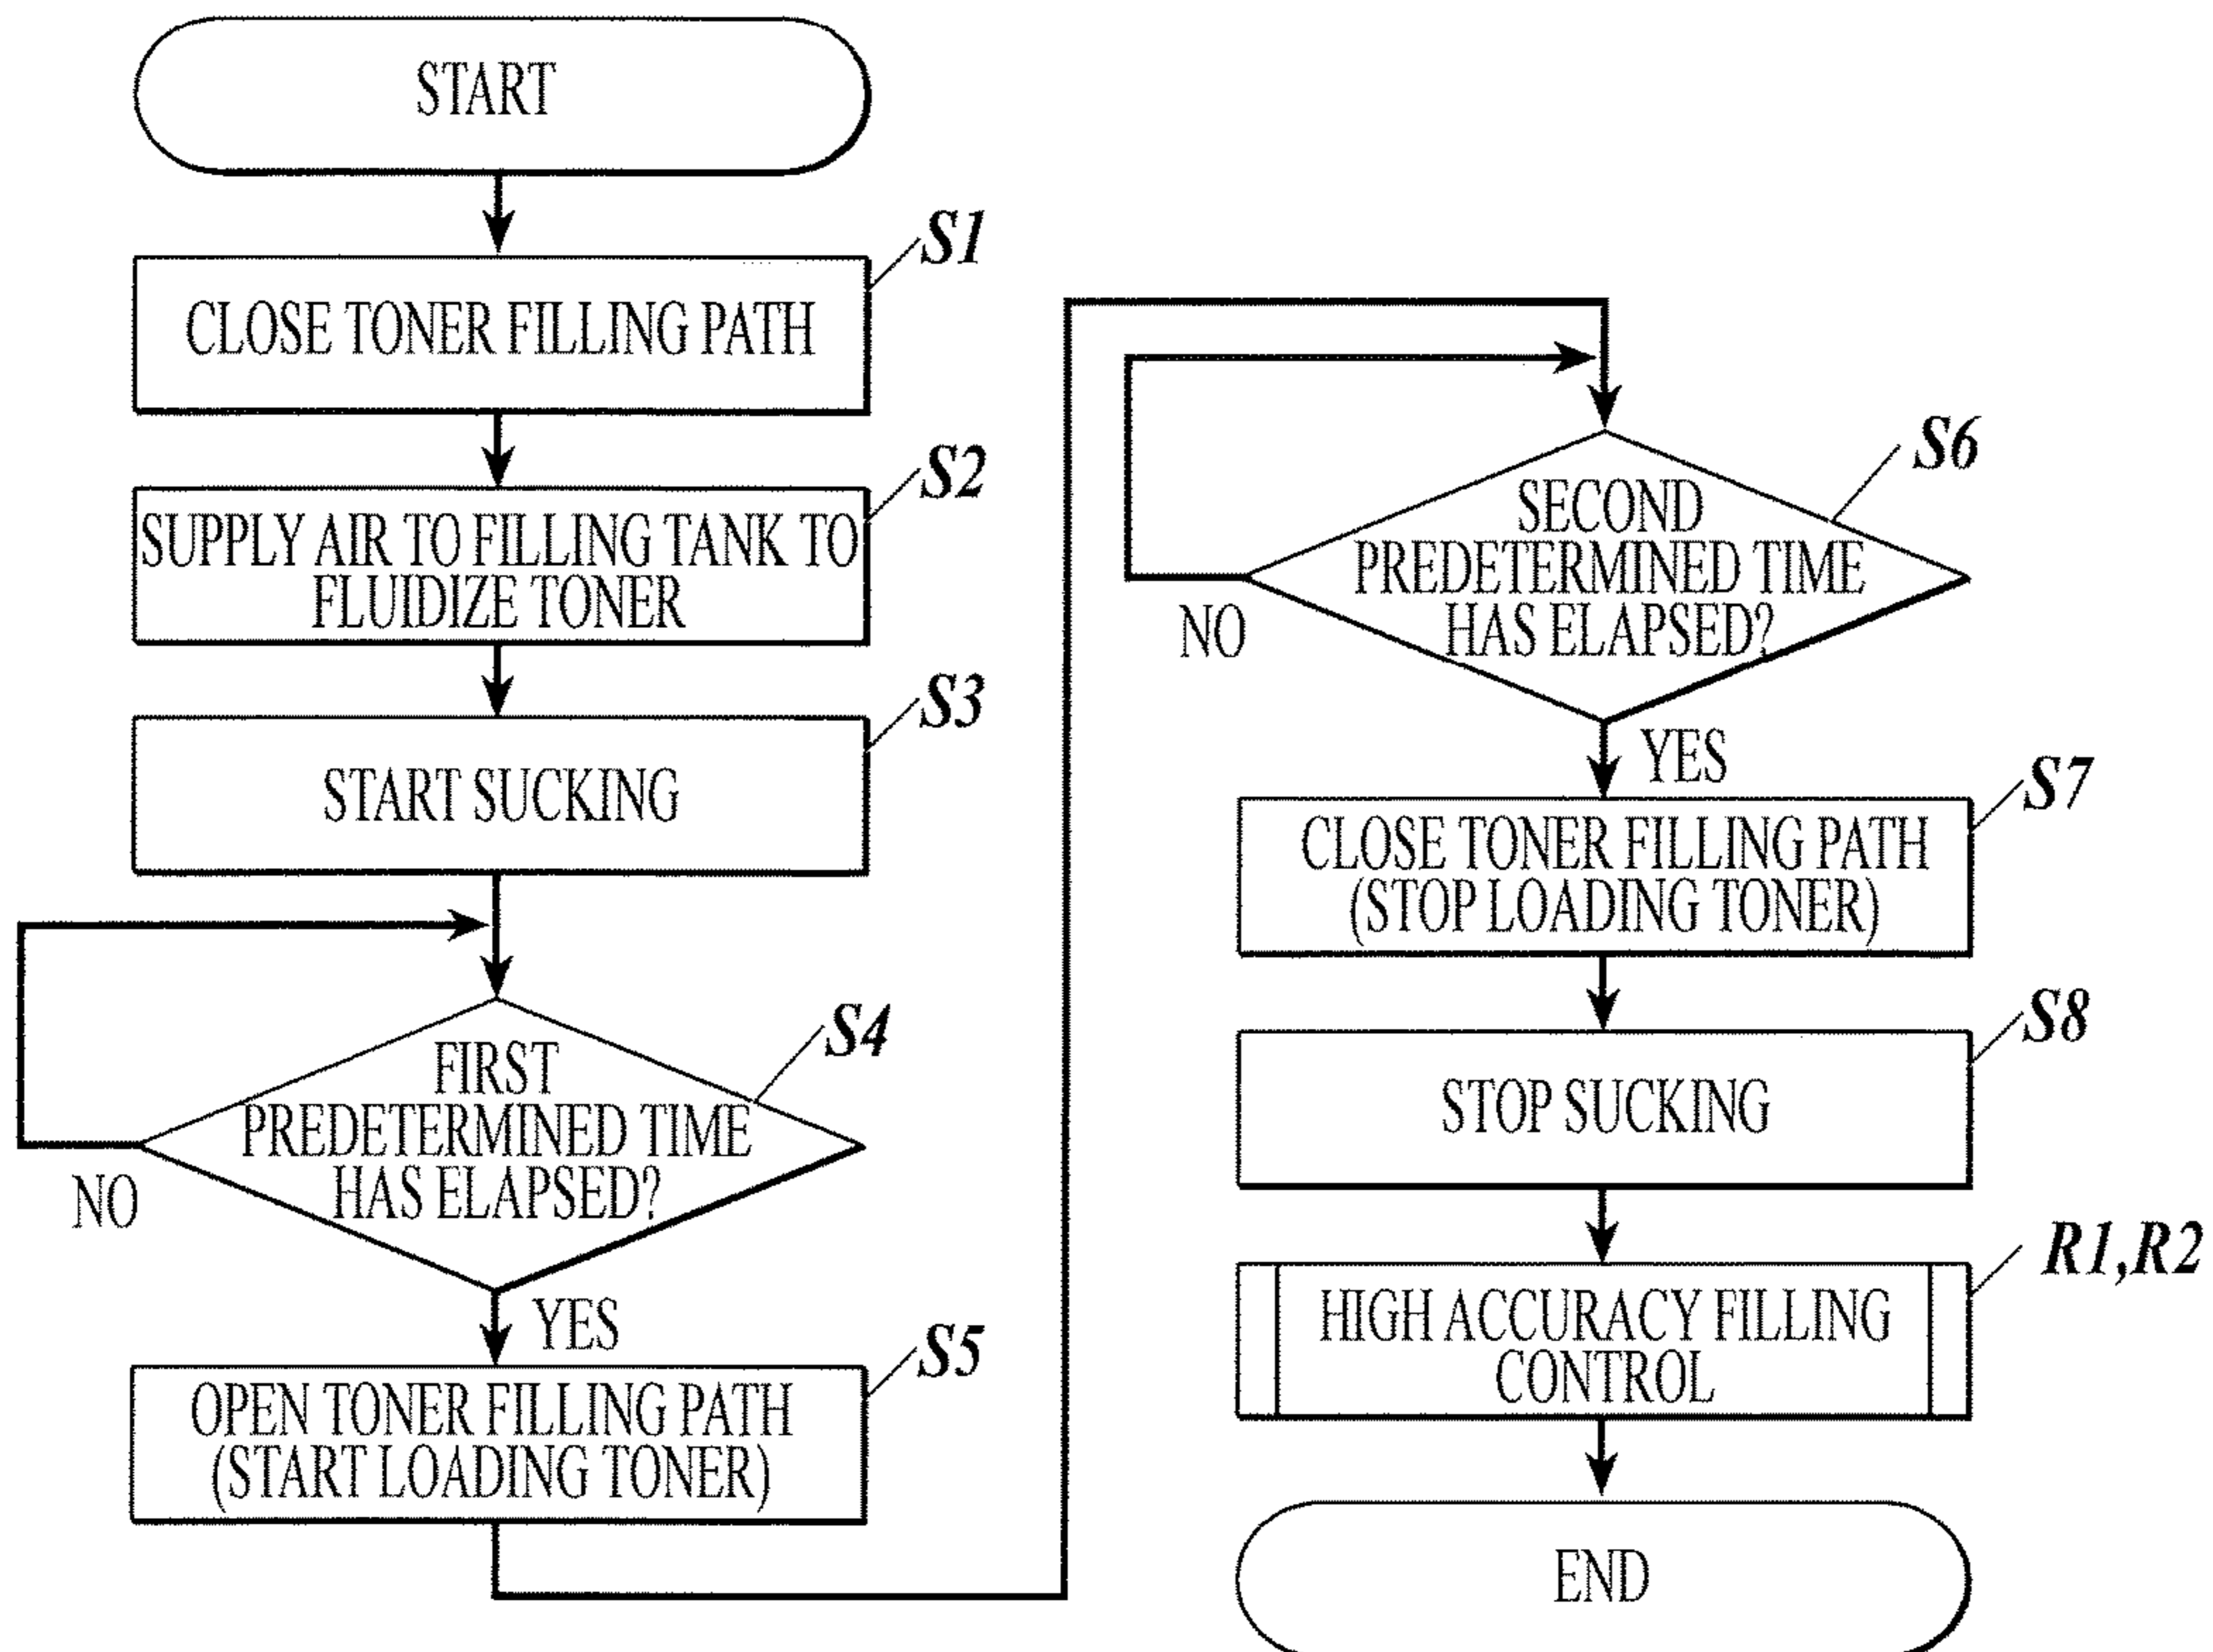 START
S1
CLOSE TONER FILLING PATH
S2
SUPPLY AIR TO FILLING TANK TO
FLUIDIZE TONER
S3
START SUCKING
S4
FIRST
PREDETERMINED TIME
HAS ELAPSED?
NO
YES
S5
OPEN TONER FILLING PATH
(START LOADING TONER)
S6
SECOND
PREDETERMINED TIME
HAS ELAPSED?
NO
YES
S7
CLOSE TONER FILLING PATH
(STOP LOADING TONER)
S8
STOP SUCKING
R1,R2
HIGH ACCURACY FILLING
CONTROL
END